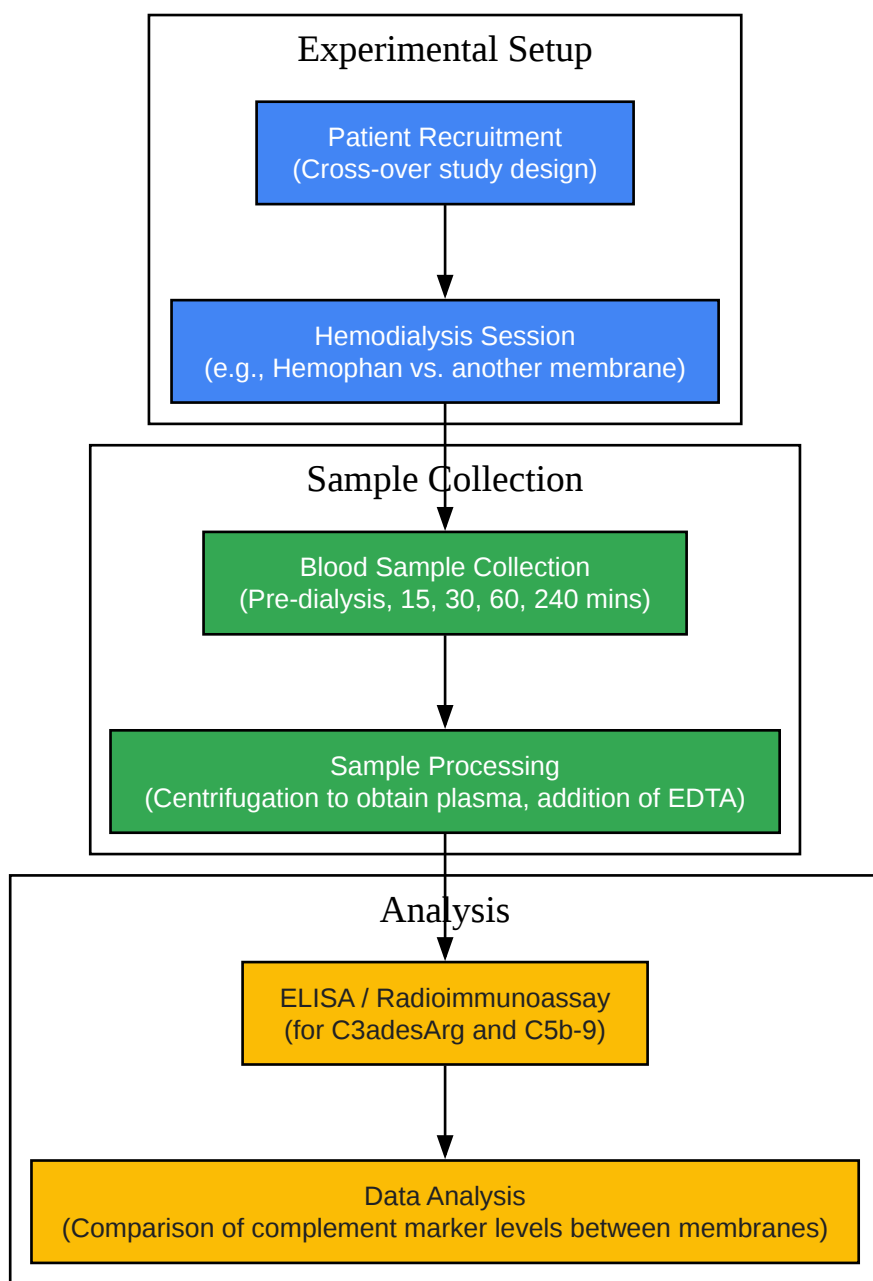 Experimental Setup
Patient Recruitment
(Cross-over study design)
Hemodialysis Session
(e.g., Hemophan vs. another membrane)
Sample Collection
Blood Sample Collection
(Pre-dialysis, 15, 30, 60, 240 mins)
Sample Processing
(Centrifugation to obtain plasma, addition of EDTA)
Analysis
ELISA / Radioimmunoassay
(for C3adesArg and C5b-9)
Data Analysis
(Comparison of complement marker levels between membranes)